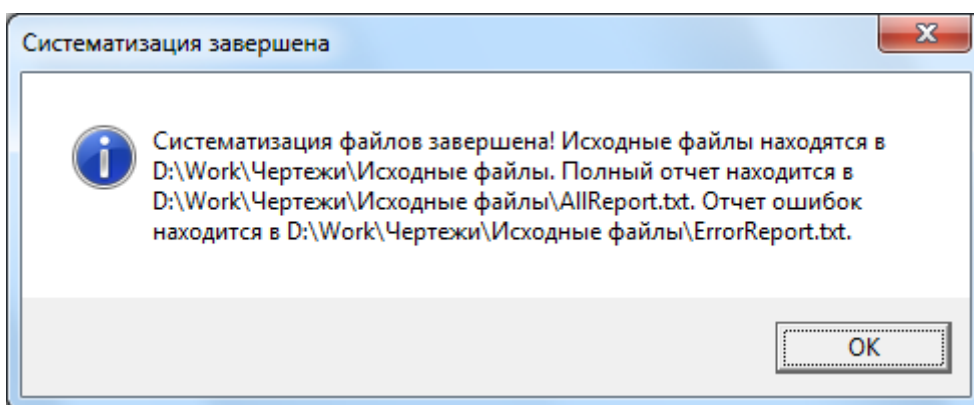 Систематизация завершена
Систематизация файлов завершена! Исходные файлы находятся в
D:\Work\Чертежи\Исходные файлы. Полный отчет находится в
D:\Work\Чертежи\Исходные файлы\AllReport.txt. Отчет ошибок
находится в D:\Work\Чертежи\Исходные файлы\ErrorReport.txt.
OK